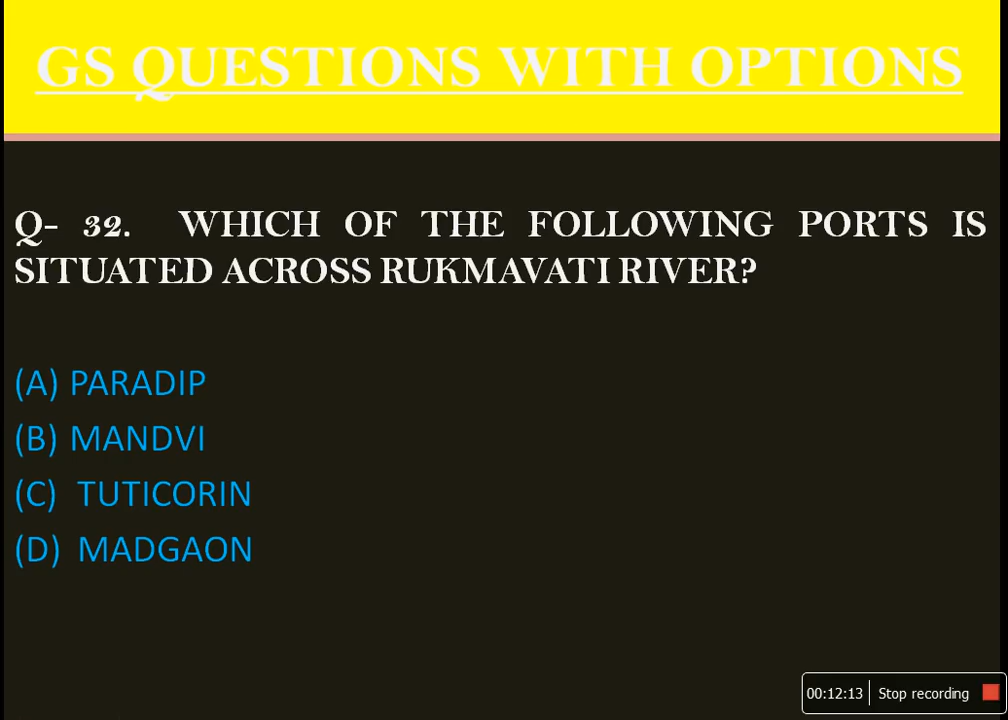 GS QUESTIONS WITH OPTIONS
Q- 32. WHICH OF THE FOLLOWING PORTS IS
SITUATED ACROSS RUKMAVATI RIVER?
(A) PARADIP
(B) MANDVI
(C) TUTICORIN
(D) MADGAON
00:12:13 Stop recording